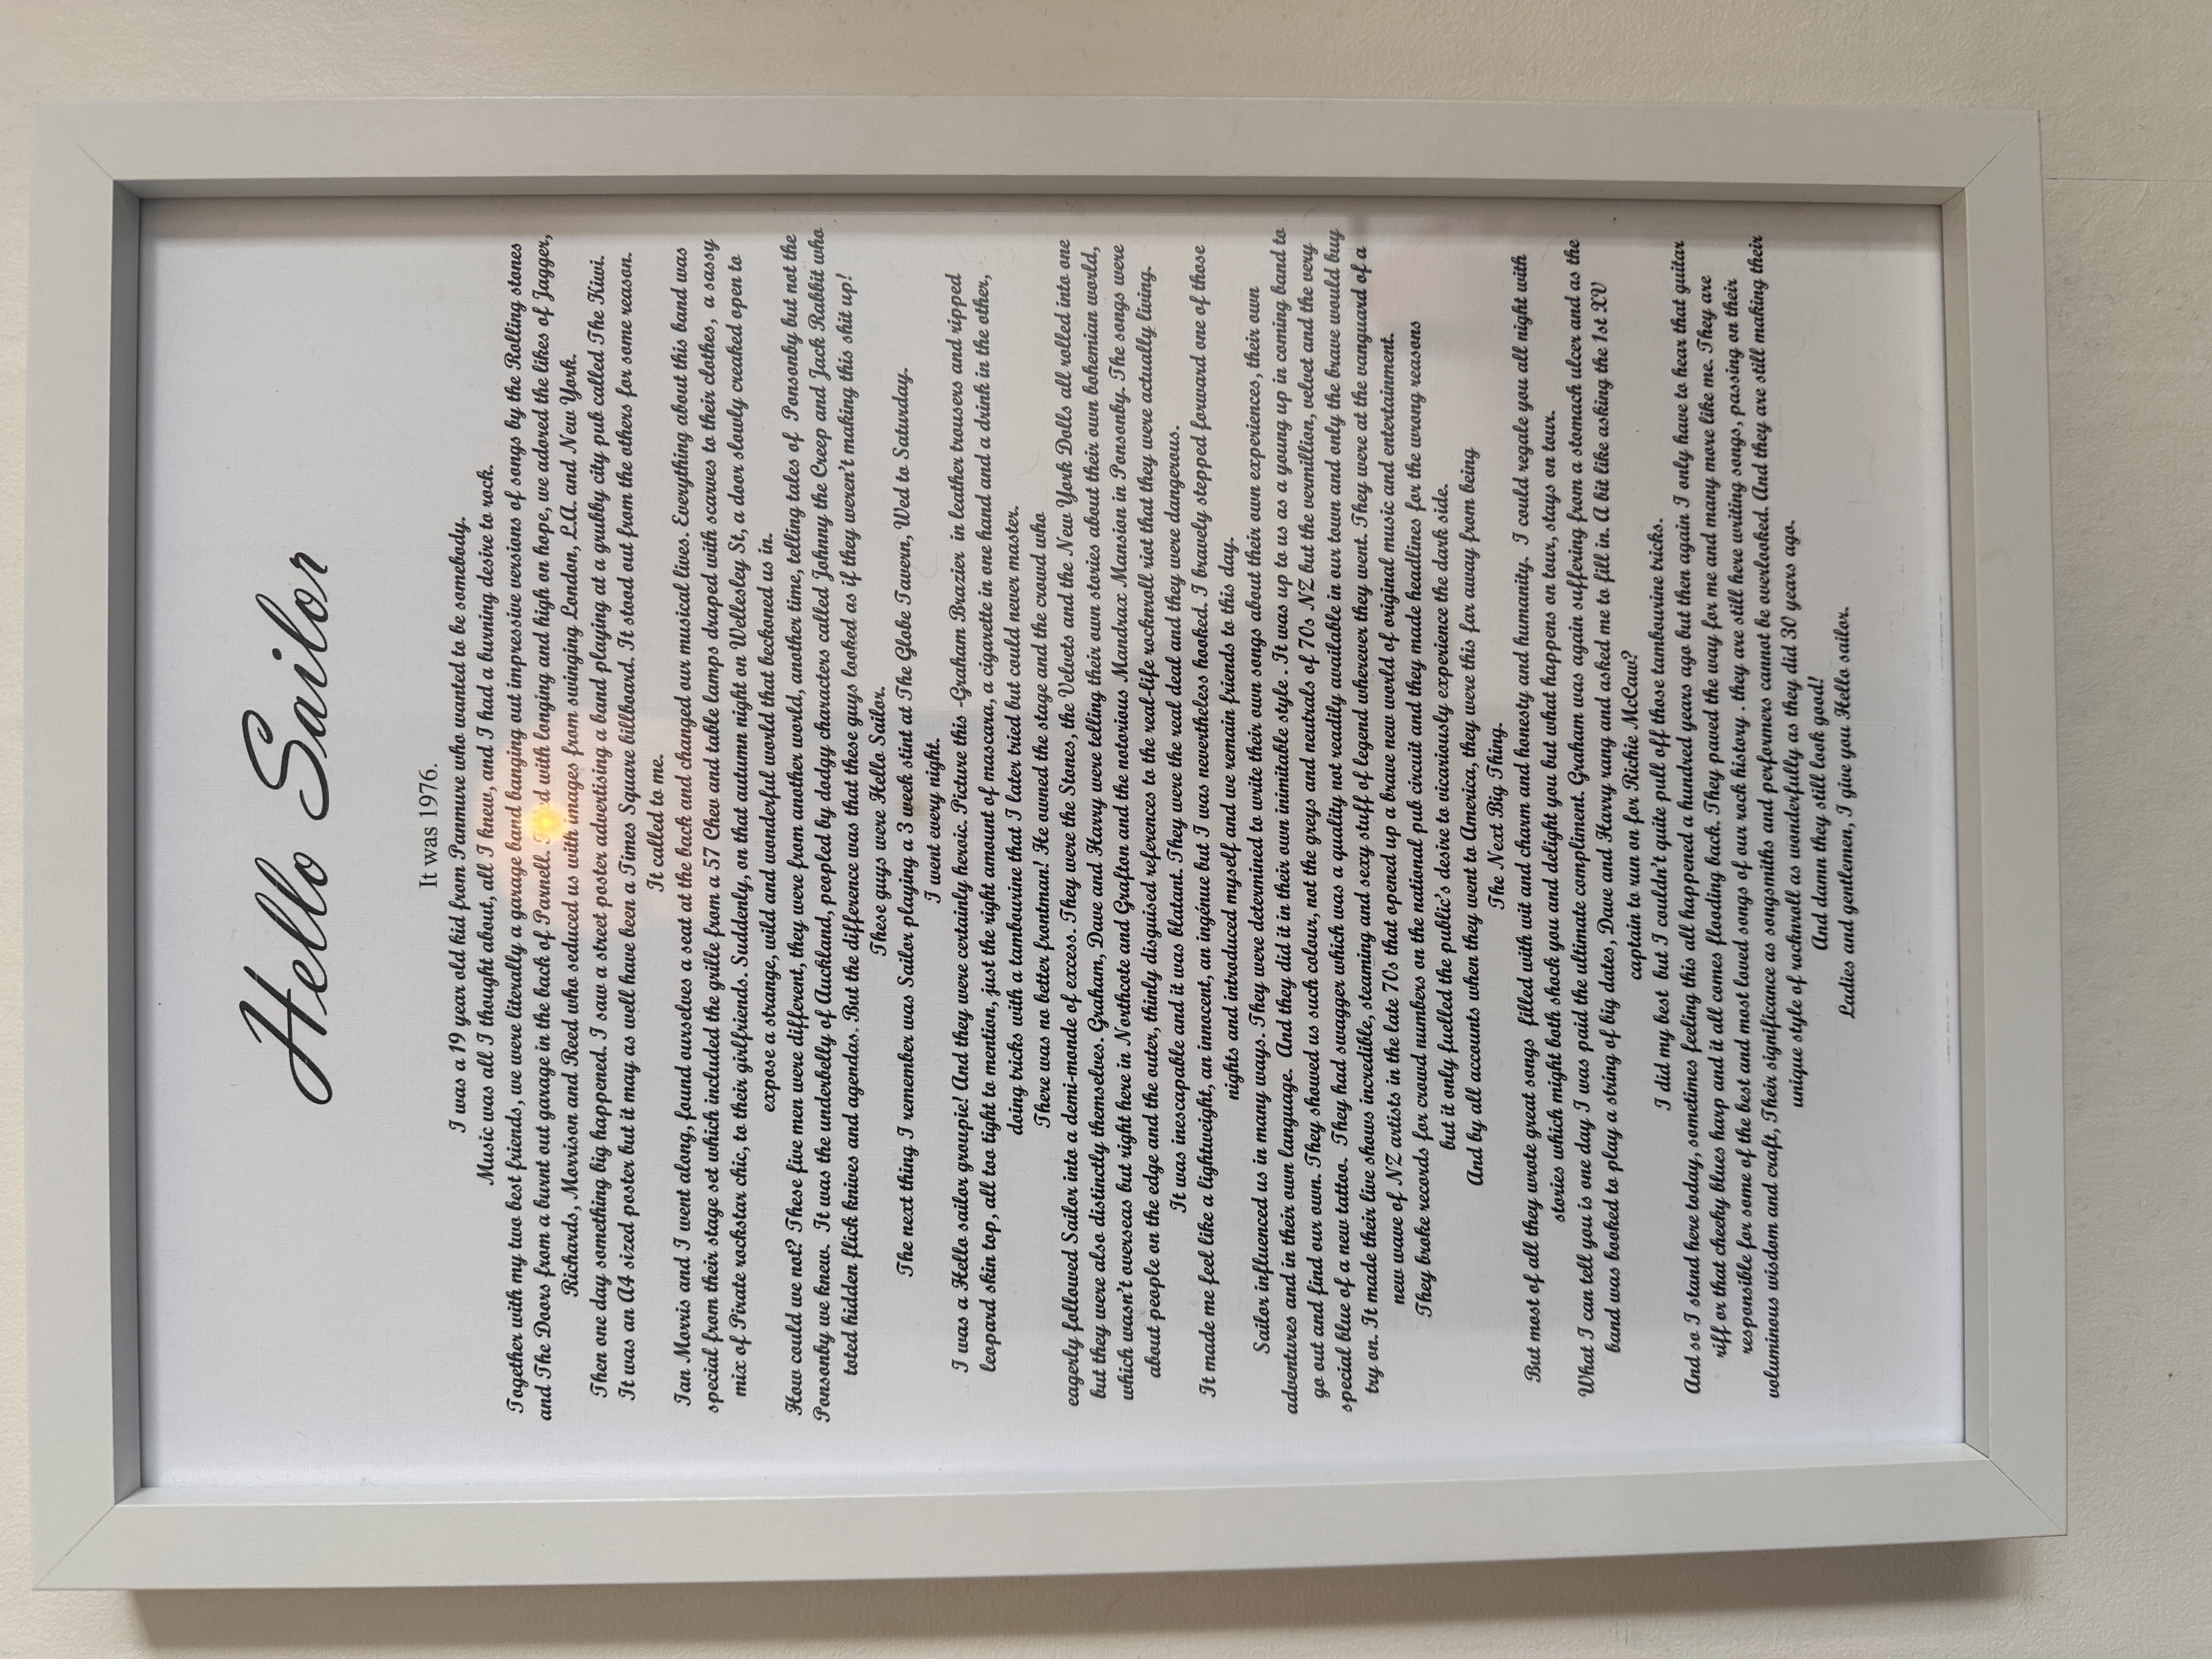 Hello Sailor
It was 1976.
I was a 19 year old kid from Panmure who wanted to be somebody.
Music was all I thought about, all I knew, and I had a burning desire to rock.
Together with my two best friends, we were literally a garage band banging out impressive versions of songs by the Rolling stones
and The Doors from a burnt out garage in the back of Parnell. with longing and high on hope, we adored the likes of Jagger,
Richards, Morrison and Reed who seduced us with images from swinging London, L.A. and New York.
Then one day something big happened. I saw a street poster advertising a band playing at a grubby city pub called The Kiwi.
It was an A4 sized poster but it may as well have been a Times Square billboard. It stood out from the others for some reason.
It called to me.
Ian Morris and I went along, found ourselves a seat at the back and changed our musical lives. Everything about this band was
special from their stage set which included the grille from a 57 Chev and table lamps draped with scarves to their clothes, a sassy
mix of Pirate rockstar chic, to their girlfriends. Suddenly, on that autumn night on Wellesley St, a door slowly creaked open to
expose a strange, wild and wonderful world that beckoned us in.
How could we not? These five men were different, they were from another world, another time, telling tales of Ponsonby but not the
Ponsonby we knew. It was the underbelly of Auckland, peopled by dodgy characters called Johnny the Creep and Jack Rabbit who
toted hidden flick knives and agendas. But the difference was that these guys looked as if they weren't making this shit up!
These guys were Hello Sailor.
The next thing I remember was Sailor playing a 3 week stint at The Globe Tavern, Wed to Saturday.
I went every night.
I was a Hello sailor groupie! And they were certainly heroic. Picture this -Graham Brazier in leather trousers and ripped
leopard skin top, all too tight to mention, just the right amount of mascara, a cigarette in one hand and a drink in the other,
doing tricks with a tambourine that I later tried but could never master.
There was no better frontman! He owned the stage and the crowd who
eagerly followed Sailor into a demi-monde of excess. They were the Stones, the Velvets and the New York Dolls all rolled into one
but they were also distinctly themselves. Graham, Dave and Harry were telling their own stories about their own bohemian world,
which wasn't overseas but right here in Northcote and Grafton and the notorious Mandrax Mansion in Ponsonby. The songs were
about people on the edge and the outer, thinly disguised references to the real-life rocknroll riot that they were actually living.
It was inescapable and it was blatant. They were the real deal and they were dangerous.
It made me feel like a lightweight, an innocent, an ingénue but I was nevertheless hooked. I bravely stepped forward one of those
nights and introduced myself and we remain friends to this day.
Sailor influenced us in many ways. They were determined to write their own songs about their own experiences, their own
adventures and in their own language. And they did it in their own inimitable style . It was up to us as a young up in coming band to
go out and find our own. They showed us such colour, not the greys and neutrals of 70s NZ but the vermillion, velvet and the very
special blue of a new tattoo. They had swagger which was a quality not readily available in our town and only the brave would buy
try on. It made their live shows incredible, steaming and sexy stuff of legend wherever they went. They were at the vanguard of a
new wave of NZ artists in the late 70s that opened up a brave new world of original music and entertainment.
They broke records for crowd numbers on the national pub circuit and they made headlines for the wrong reasons
but it only fuelled the public's desire to vicariously experience the dark side.
And by all accounts when they went to America, they were this far away from being
The Next Big Thing.
But most of all they wrote great songs filled with wit and charm and honesty and humanity. I could regale you all night with
stories which might both shock you and delight you but what happens on tour, stays on tour.
What I can tell you is one day I was paid the ultimate compliment. Graham was again suffering from a stomach ulcer and as the
band was booked to play a string of big dates, Dave and Harry rang and asked me to fill in. A bit like asking the 1st XV
captain to run on for Richie McCaw?
I did my best but I couldn't quite pull off those tambourine tricks.
And so I stand here today, sometimes feeling this all happened a hundred years ago but then again I only have to hear that guitar
riff or that cheeky blues harp and it all comes flooding back. They paved the way for me and many more like me. They are
responsible for some of the best and most loved songs of our rock history . they are still here writing songs, passing on their
voluminous wisdom and craft, Their significance as songsmiths and performers cannot be overlooked. And they are still making their
unique style of rocknroll as wonderfully as they did 30 years ago.
And damn they still look good!
Ladies and gentlemen, I give you Hello sailor.